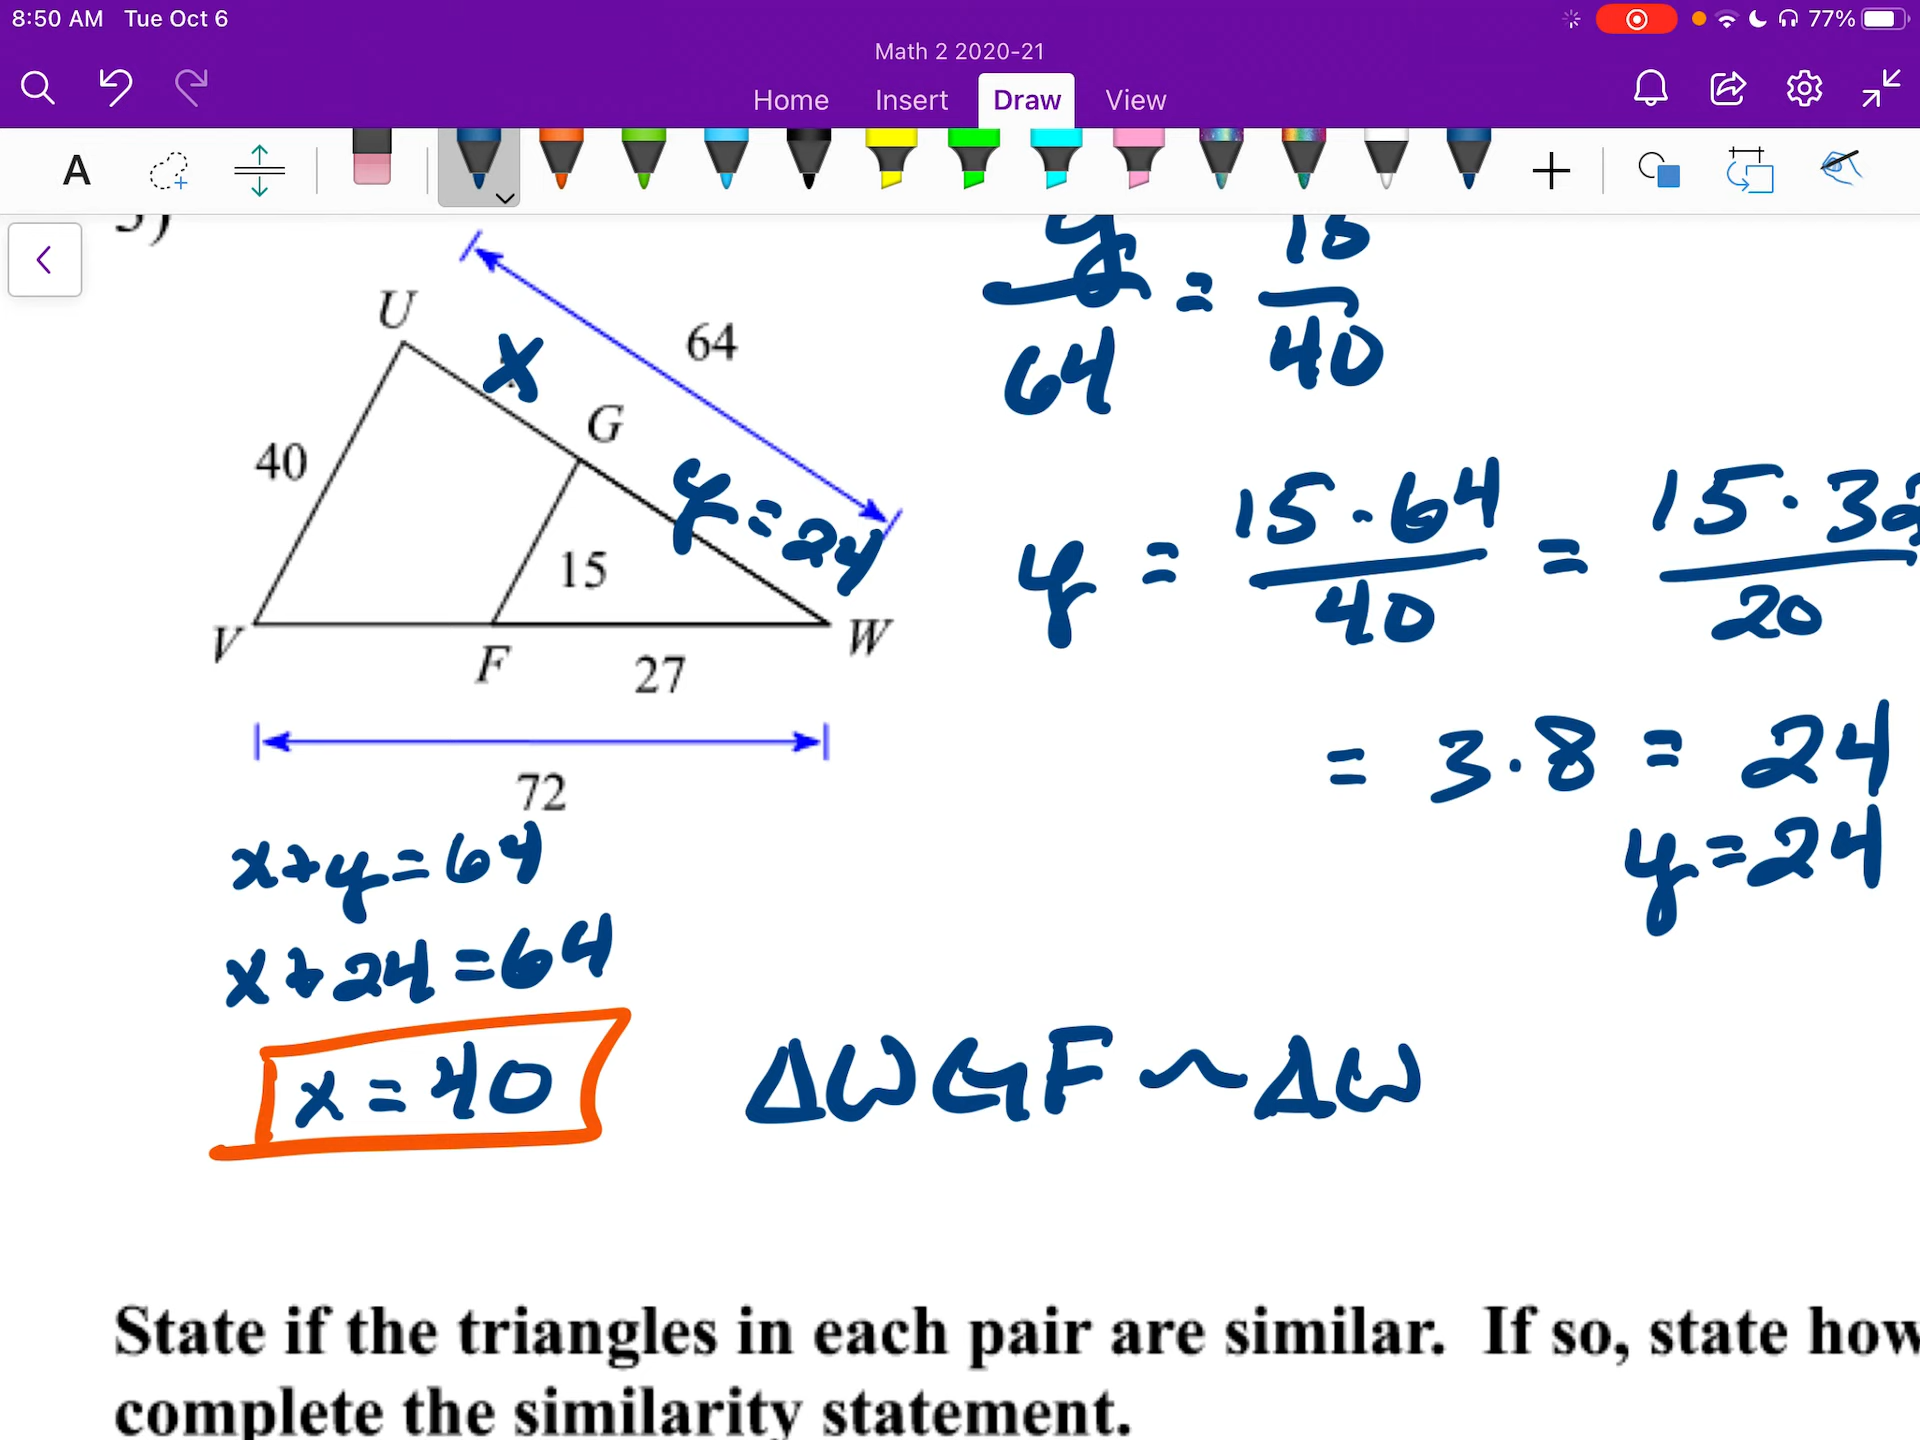 8:50 AM Tue Oct 6
77%
Math 2 2020-21
Home Insert Draw View
A
U
x
64
G
40
y = 24
15
V
F
27
W
72
x+y=64
x+24=64
x = 40
y/64 = 15/40
y = 15·64/40 = 15·32/20
= 3·8 = 24
y=24
ΔWGF ~ ΔW
State if the triangles in each pair are similar. If so, state how
complete the similarity statement.